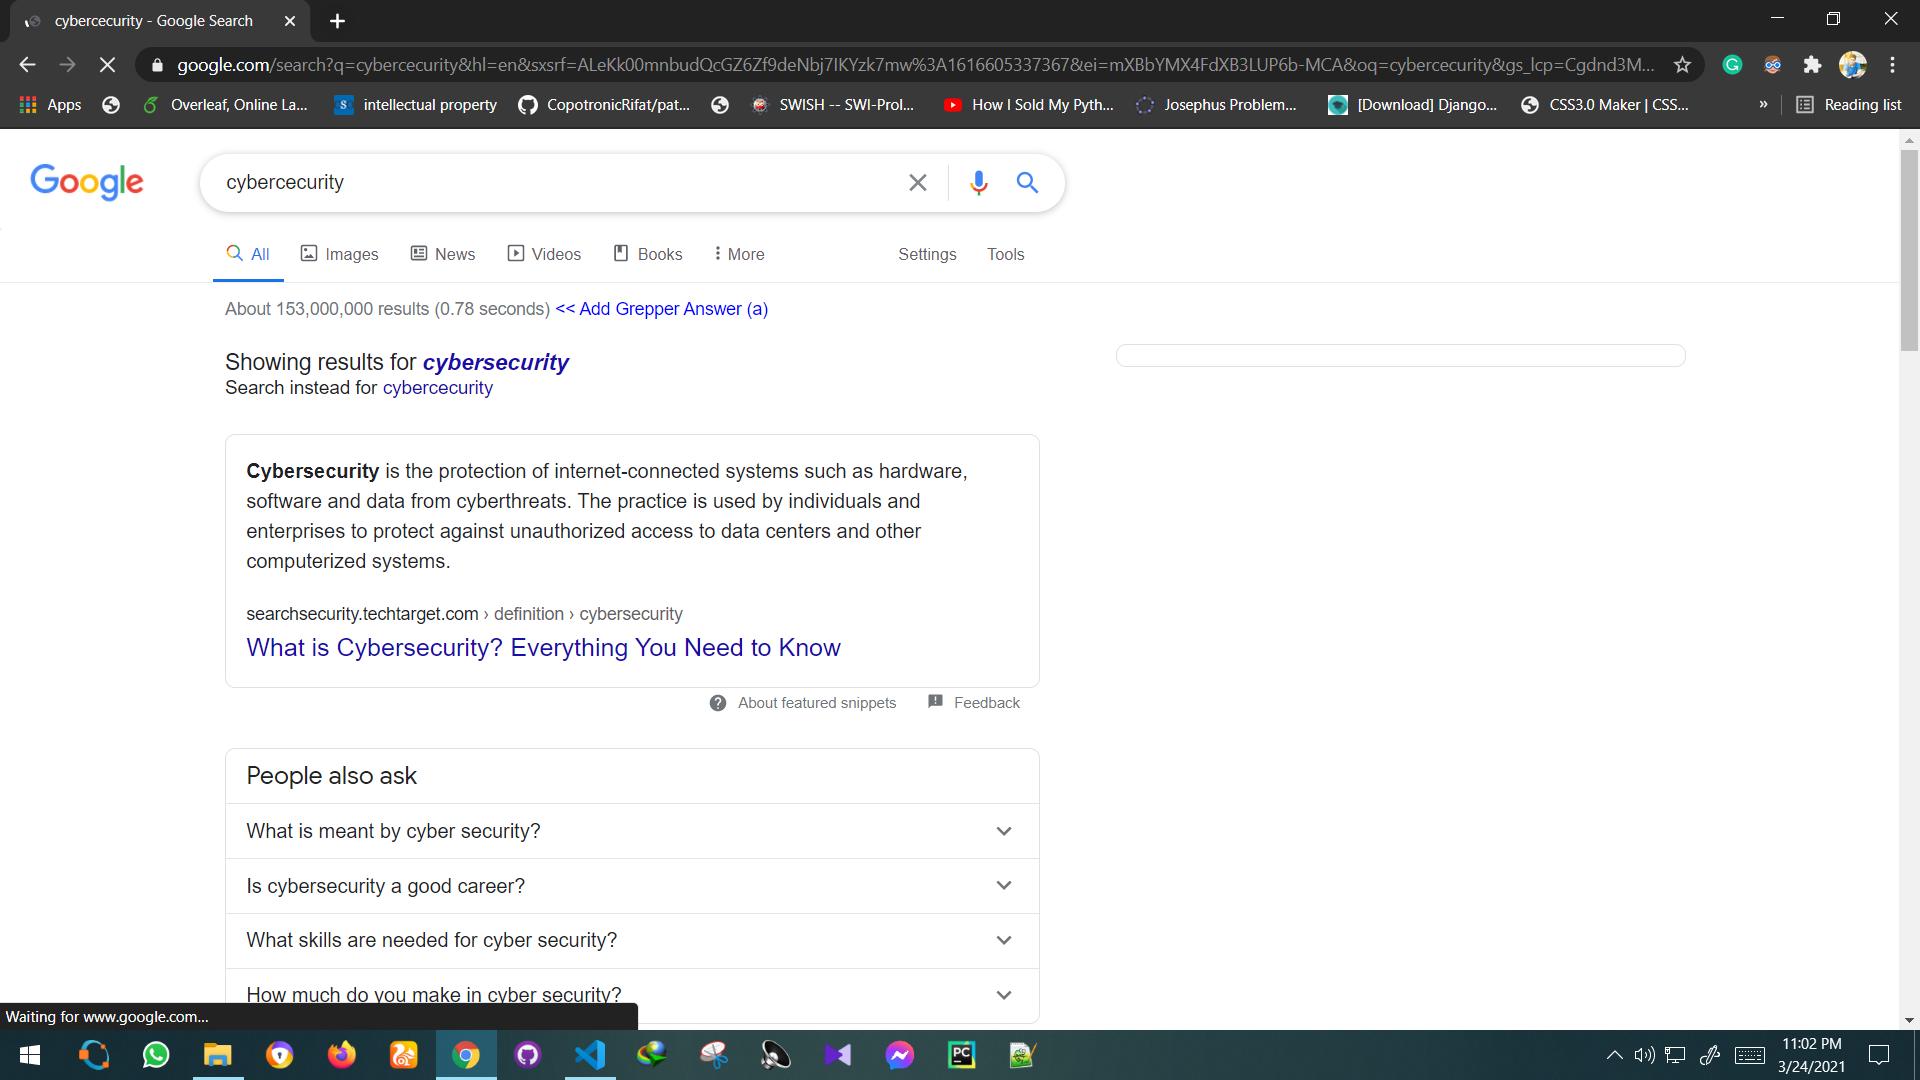 cybercecurity - Google Search
google.com/search?q=cybercecurity&hl=en&sxsrf=ALeKk00mnbudQcGZ6Zf9deNbj7IKYzk7mw%3A1616605337367&ei=mXBbYMX4FdXB3LUP6b-MCA&oq=cybercecurity&gs_lcp=Cgdnd3M...
Apps Overleaf, Online La... intellectual property CopotronicRifat/pat... SWISH -- SWI-Prol... How I Sold My Pyth... Josephus Problem... [Download] Django... CSS3.0 Maker | CSS... » Reading list
Google
cybercecurity
All Images News Videos Books More Settings Tools
About 153,000,000 results (0.78 seconds) << Add Grepper Answer (a)
Showing results for cybersecurity
Search instead for cybercecurity
Cybersecurity is the protection of internet-connected systems such as hardware,
software and data from cyberthreats. The practice is used by individuals and
enterprises to protect against unauthorized access to data centers and other
computerized systems.
searchsecurity.techtarget.com › definition › cybersecurity
What is Cybersecurity? Everything You Need to Know
About featured snippets Feedback
People also ask
What is meant by cyber security?
Is cybersecurity a good career?
What skills are needed for cyber security?
How much do you make in cyber security?
Waiting for www.google.com...
11:02 PM
3/24/2021